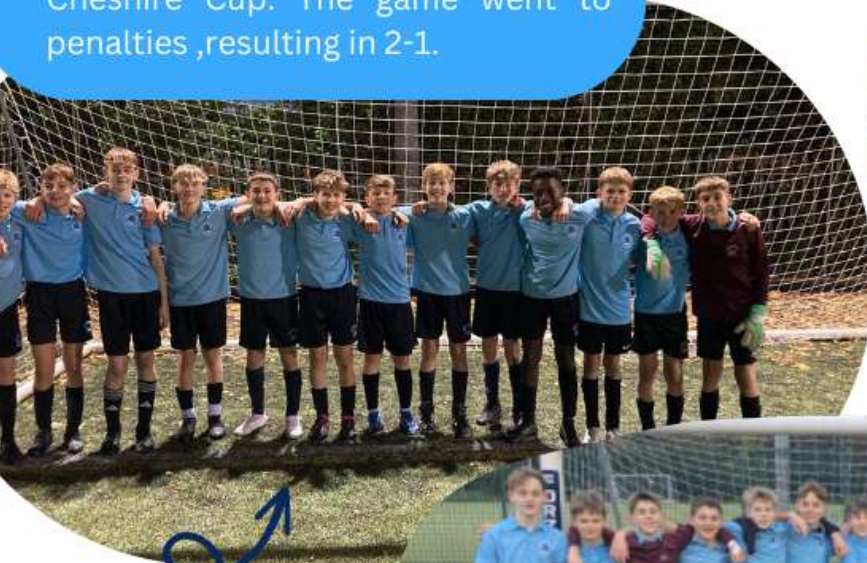 Cheshire Cup. The game went to
penalties ,resulting in 2-1.